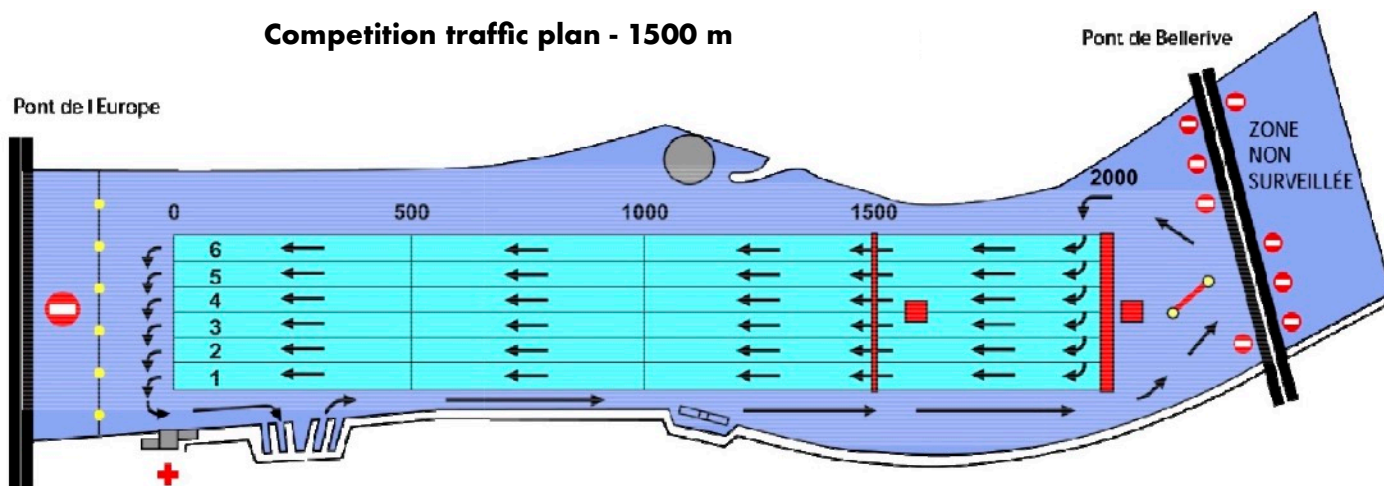 Competition traffic plan - 1500 m
Pont de Bellerive
Pont de l Europe
ZONE
NON
SURVEILLÉE
2000
0 500 1000 1500
6
5
4
3
2
1